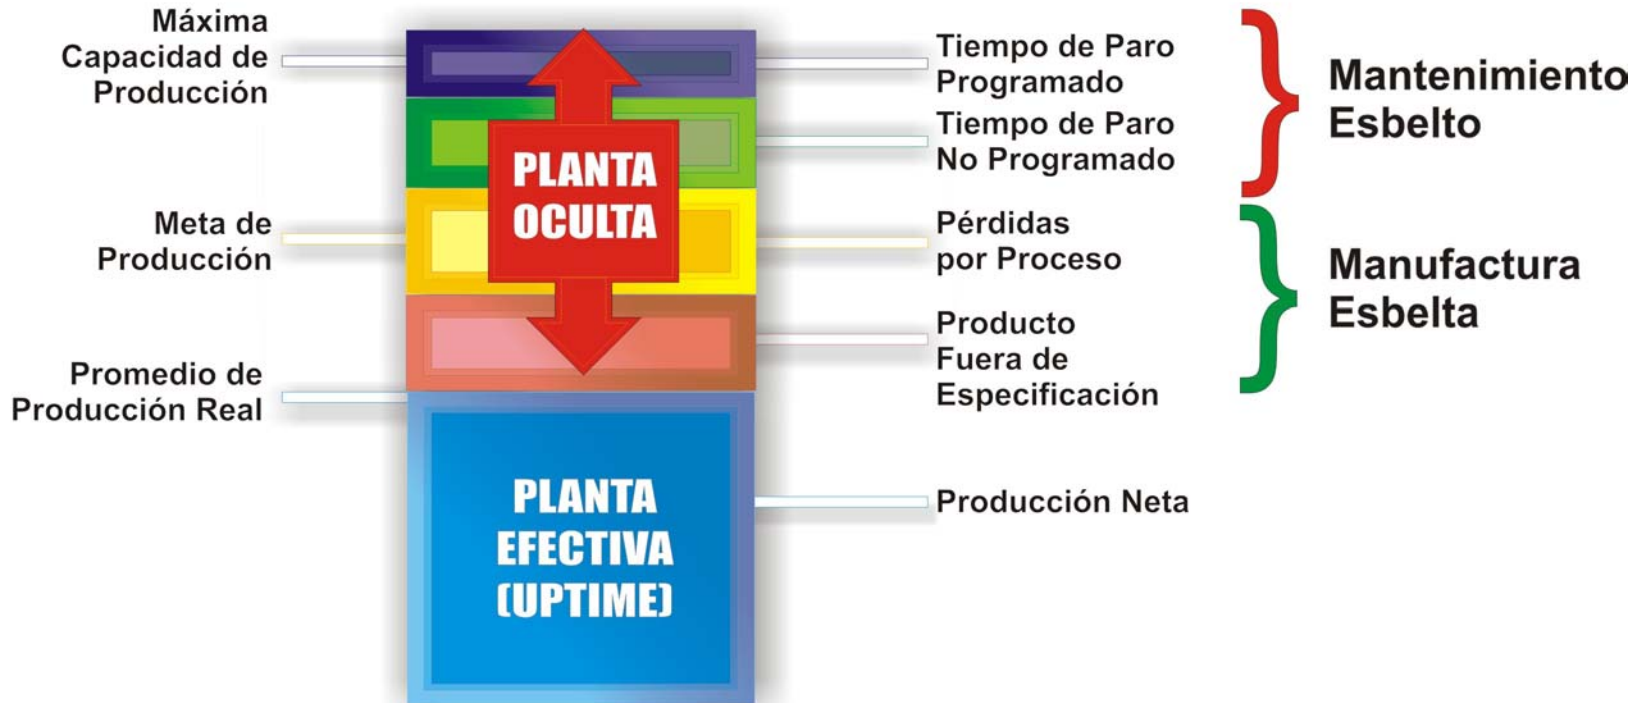 Máxima
Capacidad de
Producción
Meta de
Producción
Promedio de
Producción Real
PLANTA
OCULTA
PLANTA
EFECTIVA
(UPTIME)
Tiempo de Paro
Programado
Tiempo de Paro
No Programado
Pérdidas
por Proceso
Producto
Fuera de
Especificación
Producción Neta
Mantenimiento
Esbelto
Manufactura
Esbelta